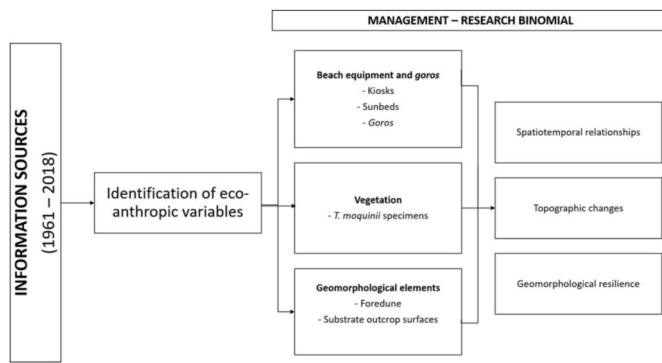 MANAGEMENT – RESEARCH BINOMIAL
INFORMATION SOURCES
(1961 – 2018)
Identification of eco-
anthropic variables
Beach equipment and goros
- Kiosks
- Sunbeds
- Goros
Vegetation
- T. moquinii specimens
Geomorphological elements
- Foredune
- Substrate outcrop surfaces
Spatiotemporal relationships
Topographic changes
Geomorphological resilience